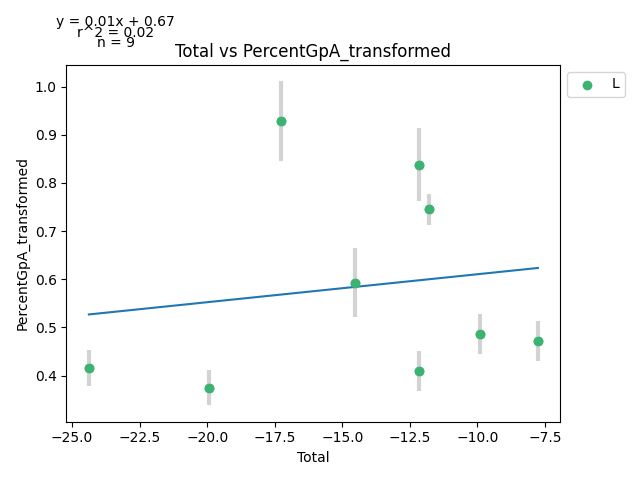 y = 0.01x + 0.67
r^2 = 0.02
n = 9
Total vs PercentGpA_transformed
L
PercentGpA_transformed
1.0
0.9
0.8
0.7
0.6
0.5
0.4
−25.0 −22.5 −20.0 −17.5 −15.0 −12.5 −10.0 −7.5
Total